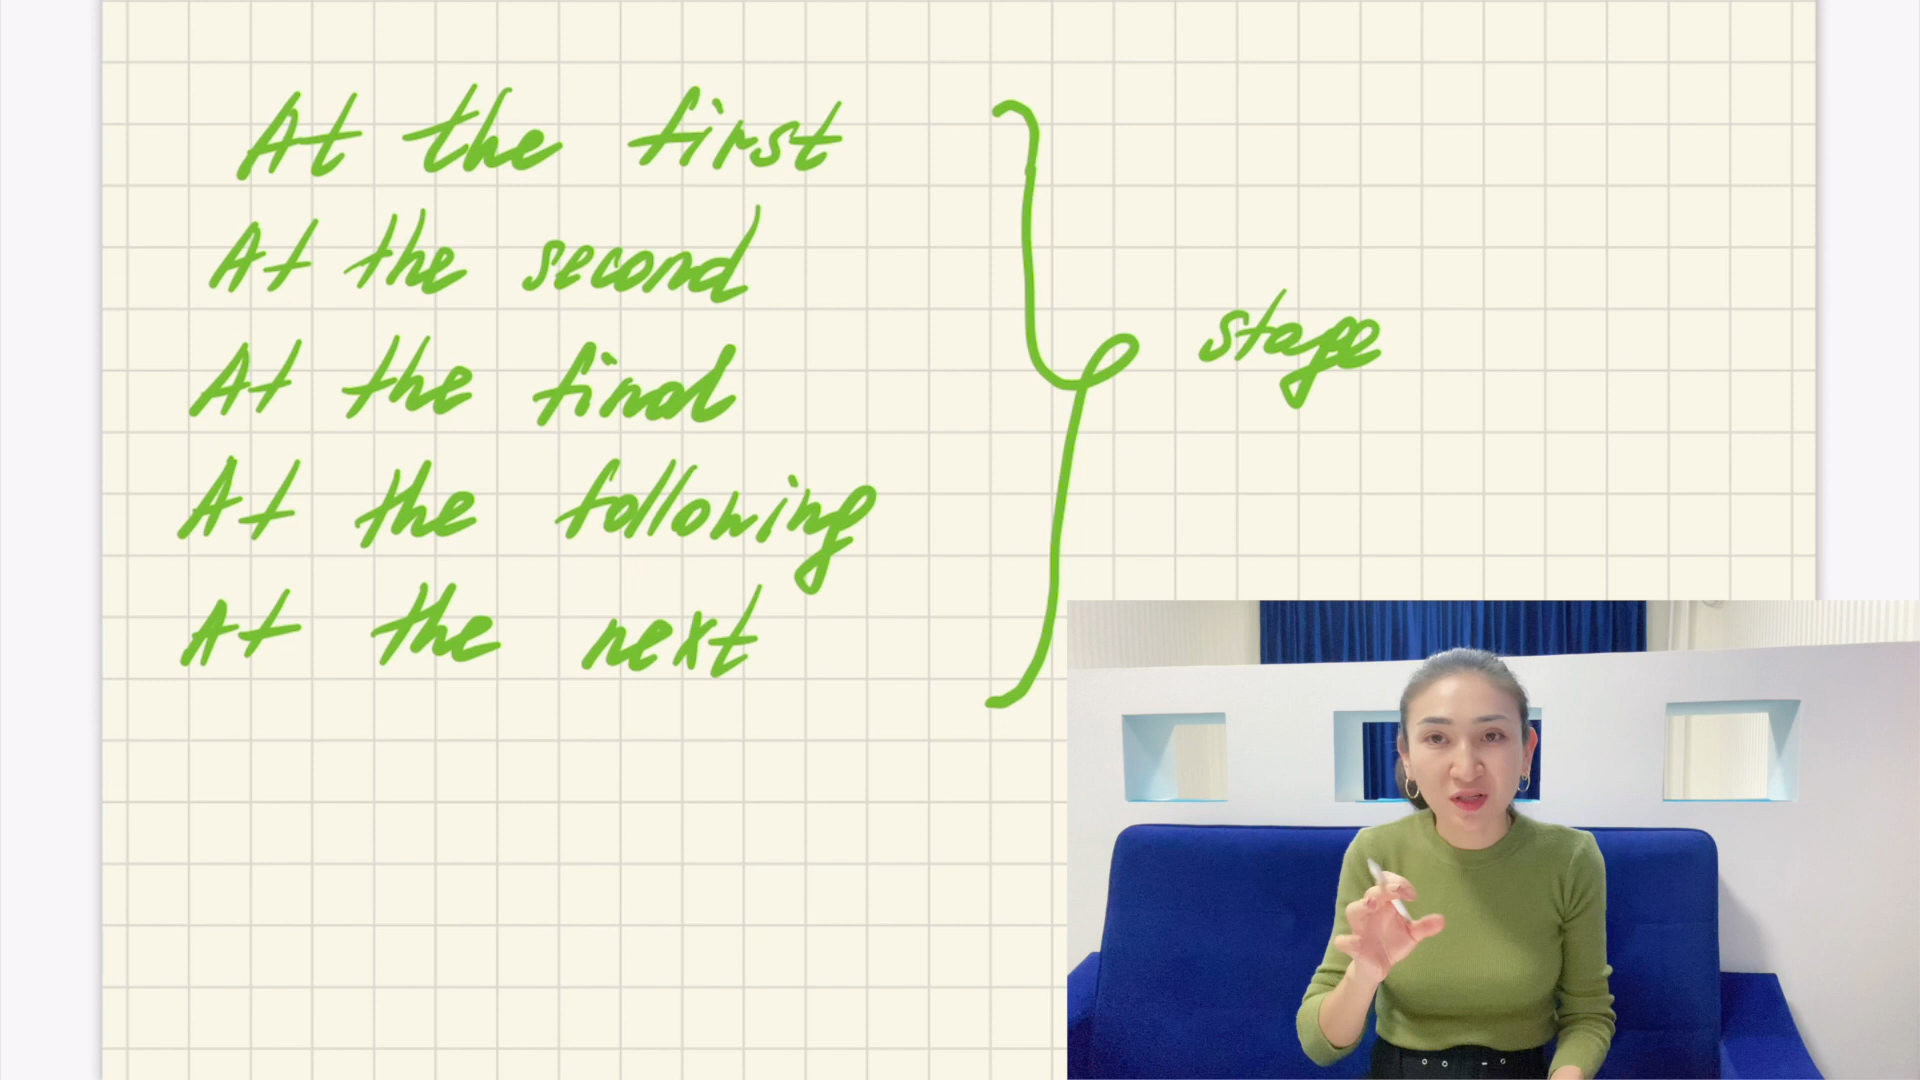 At the first
At the second
At the final
At the following
At the next
stage